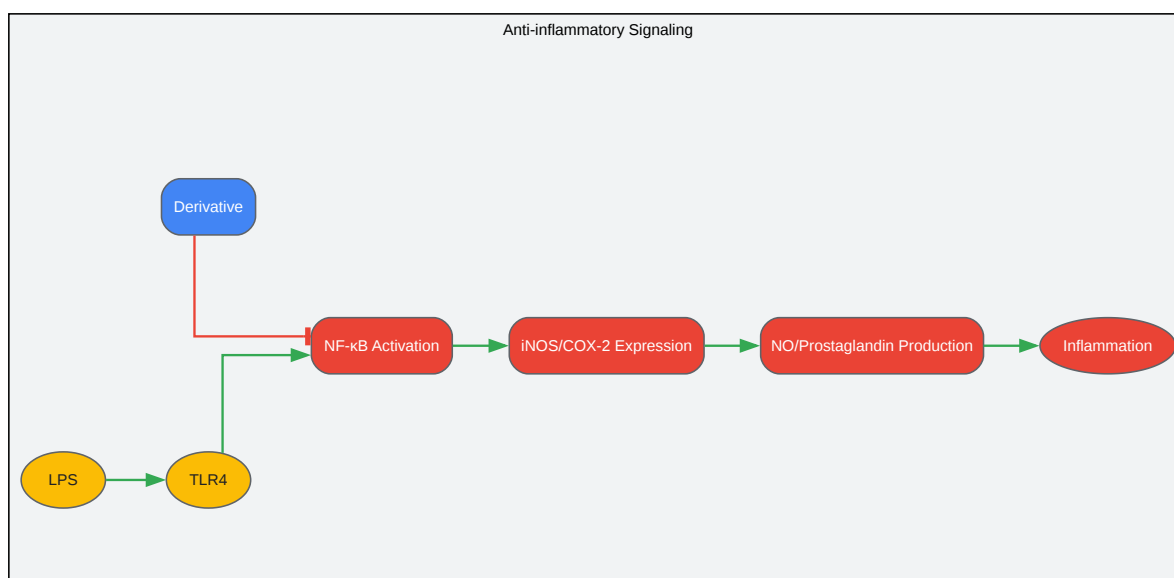 Anti-inflammatory Signaling
Derivative
NF-κB Activation
iNOS/COX-2 Expression
NO/Prostaglandin Production
Inflammation
LPS
TLR4